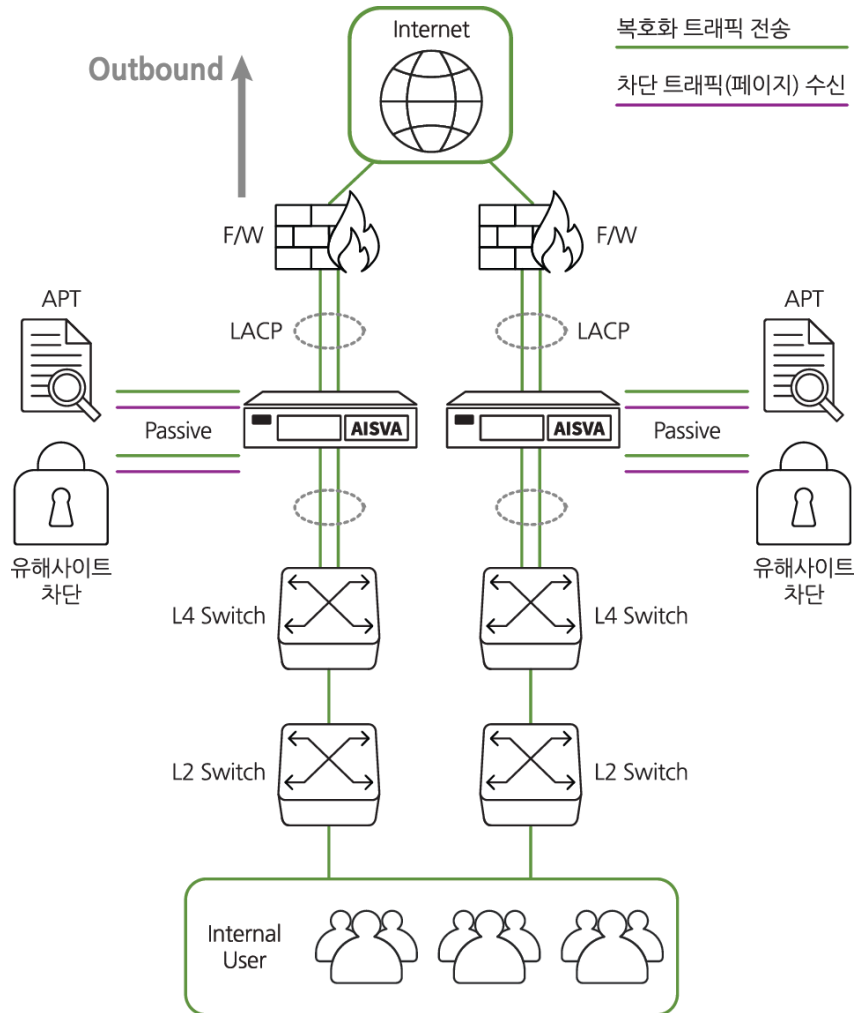 Internet
복호화 트래픽 전송
Outbound
차단 트래픽(페이지) 수신
F/W
F/W
APT
APT
LACP
LACP
AISVA
AISVA
Passive
Passive
유해사이트
차단
유해사이트
차단
L4 Switch
L4 Switch
L2 Switch
L2 Switch
Internal
User